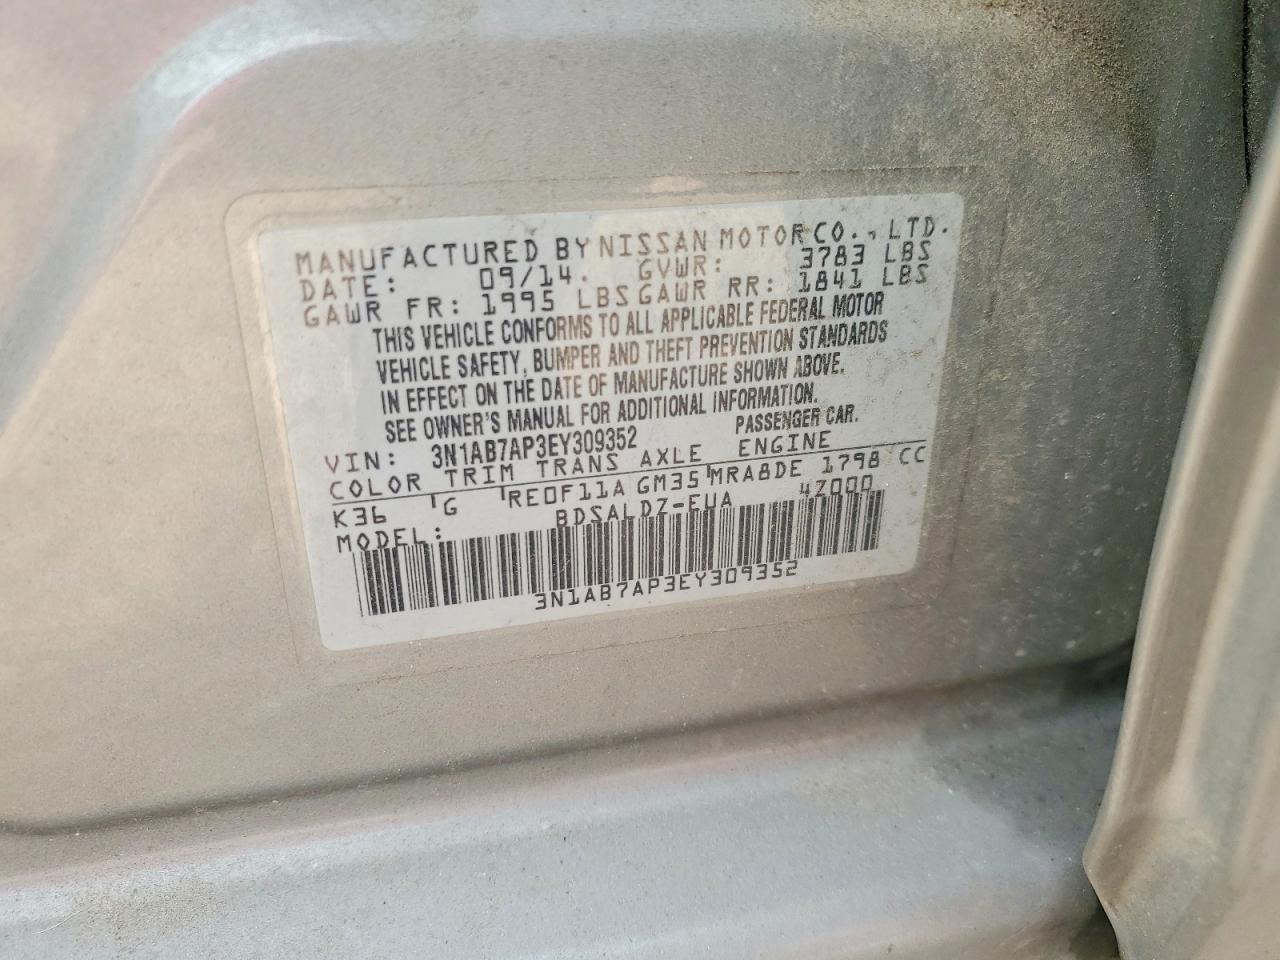 MANUFACTURED BY NISSAN MOTOR CO., LTD.
DATE: 09/14. GVWR: 3783 LBS
GAWR FR: 1995 LBS GAWR RR: 1841 LBS
THIS VEHICLE CONFORMS TO ALL APPLICABLE FEDERAL MOTOR
VEHICLE SAFETY, BUMPER AND THEFT PREVENTION STANDARDS
IN EFFECT ON THE DATE OF MANUFACTURE SHOWN ABOVE.
SEE OWNER'S MANUAL FOR ADDITIONAL INFORMATION.
VIN: 3N1AB7AP3EY309352 PASSENGER CAR.
COLOR TRIM TRANS AXLE ENGINE
K36 G RE0F11A GM35 MRA8DE 1798 CC
MODEL: BDSALDZ-EUA 4Z000
3N1AB7AP3EY309352